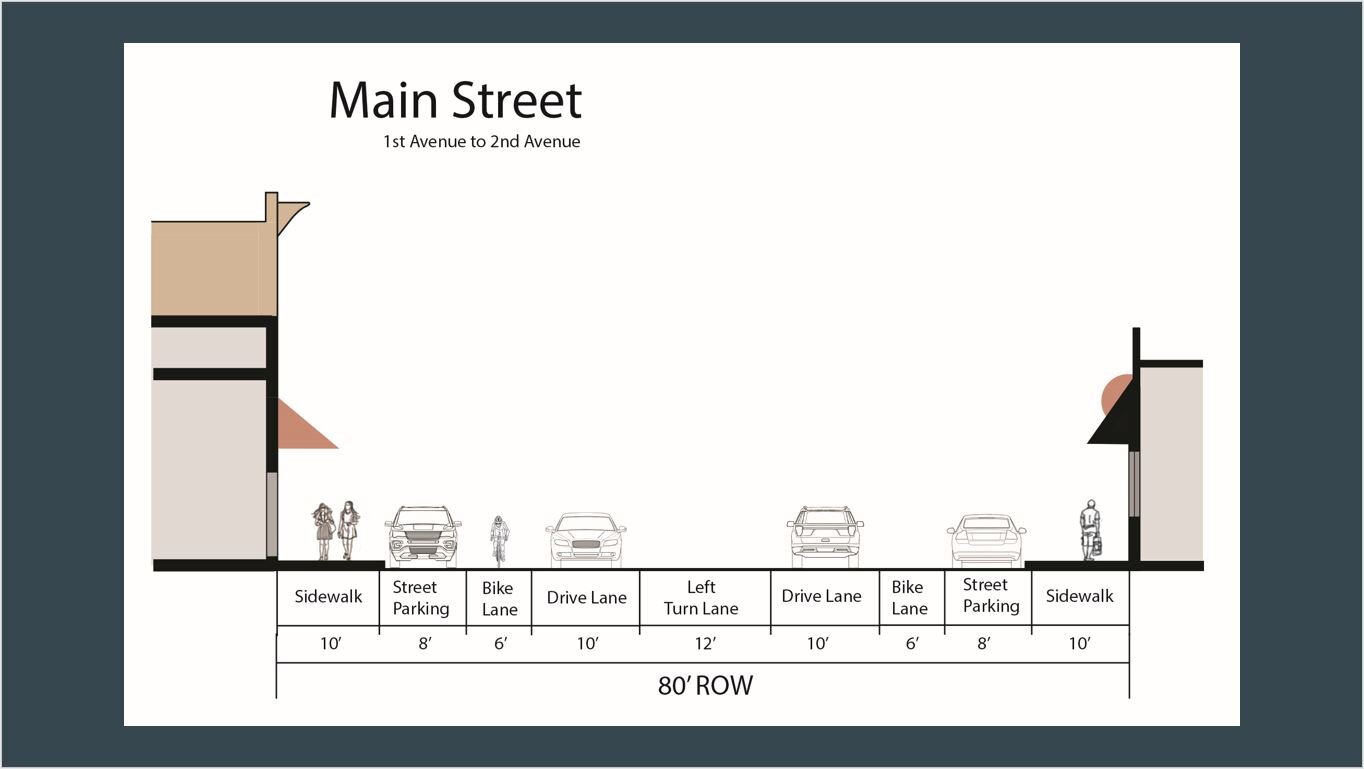 Main Street
1st Avenue to 2nd Avenue
Sidewalk
Street
Parking
Bike
Lane
Drive Lane
Left
Turn Lane
Drive Lane
Bike
Lane
Street
Parking
Sidewalk
10’ 8’ 6’ 10’ 12’ 10’ 6’ 8’ 10’
80’ ROW